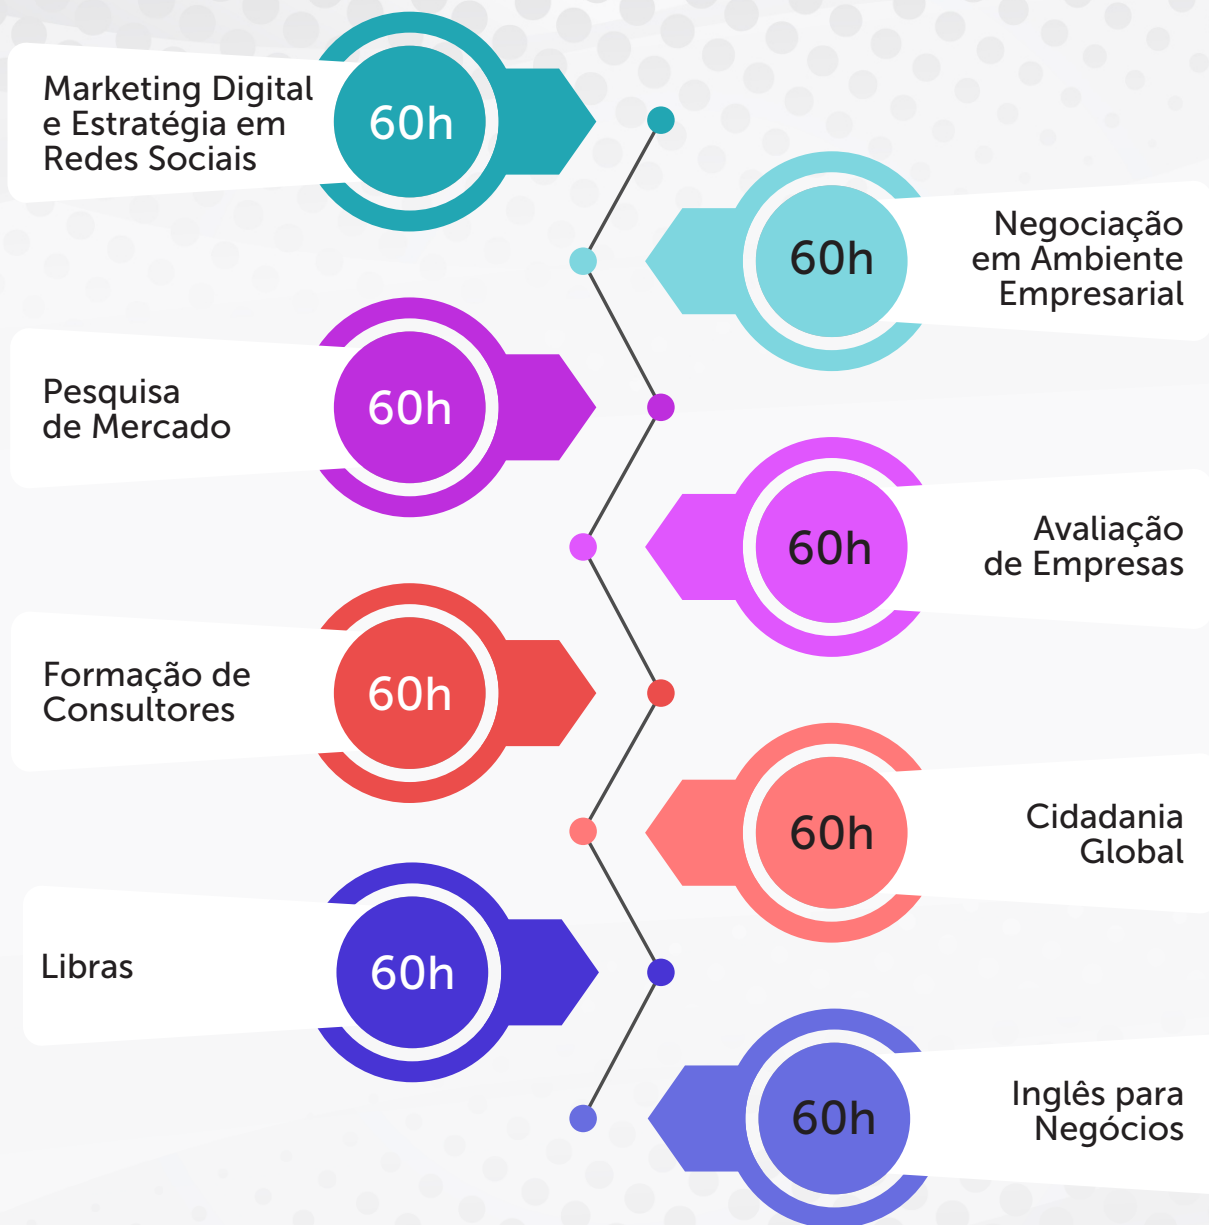 Marketing Digital
e Estratégia em
Redes Sociais
60h
60h
Negociação
em Ambiente
Empresarial
Pesquisa
de Mercado
60h
60h
Avaliação
de Empresas
Formação de
Consultores
60h
60h
Cidadania
Global
Libras
60h
60h
Inglês para
Negócios